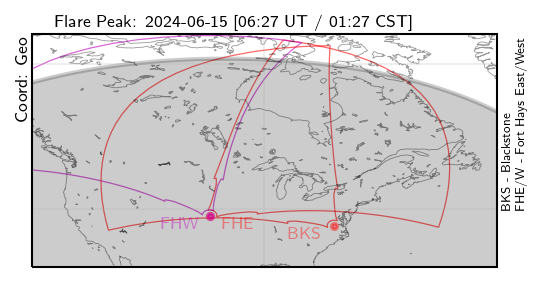 Flare Peak: 2024-06-15 [06:27 UT / 01:27 CST]
Coord: Geo
BKS - Blackstone
FHE/W - Fort Hays East/West
FHW
FHE
BKS